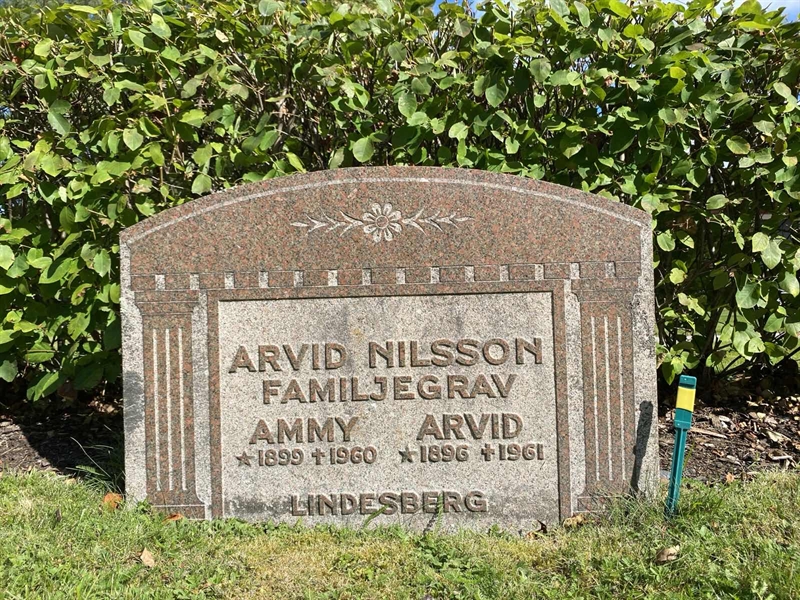 ARVID NILSSON
FAMILJEGRAV
AMMY ARVID
★1899 †1960 ★1896 †1961
LINDESBERG